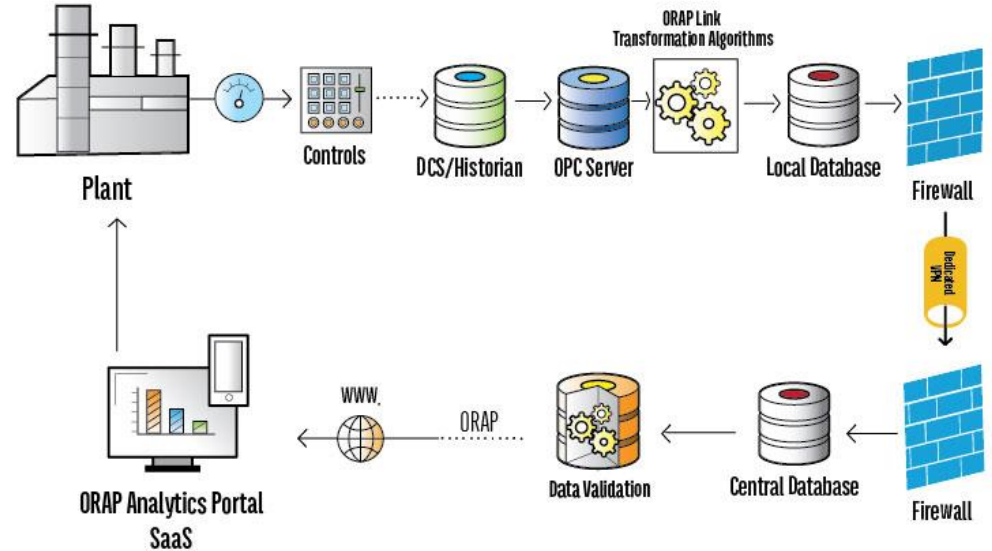 ORAP Link
Transformation Algorithms
Controls
DCS/Historian
OPC Server
Local Database
Plant
Firewall
Dedicated
VPN
www.
ORAP
Data Validation
Central Database
Firewall
ORAP Analytics Portal
SaaS